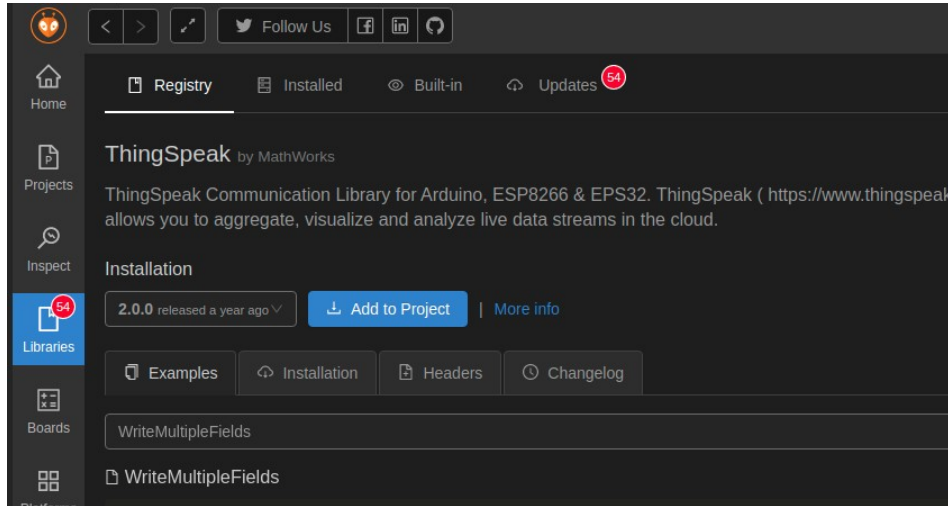 Follow Us
Home
Registry
Installed
Built-in
Updates
54
ThingSpeak by MathWorks
Projects
ThingSpeak Communication Library for Arduino, ESP8266 & EPS32. ThingSpeak ( https://www.thingspeak
allows you to aggregate, visualize and analyze live data streams in the cloud.
Inspect
Installation
54
Libraries
2.0.0 released a year ago
Add to Project
|
More info
Examples
Installation
Headers
Changelog
Boards
WriteMultipleFields
WriteMultipleFields
Platforms